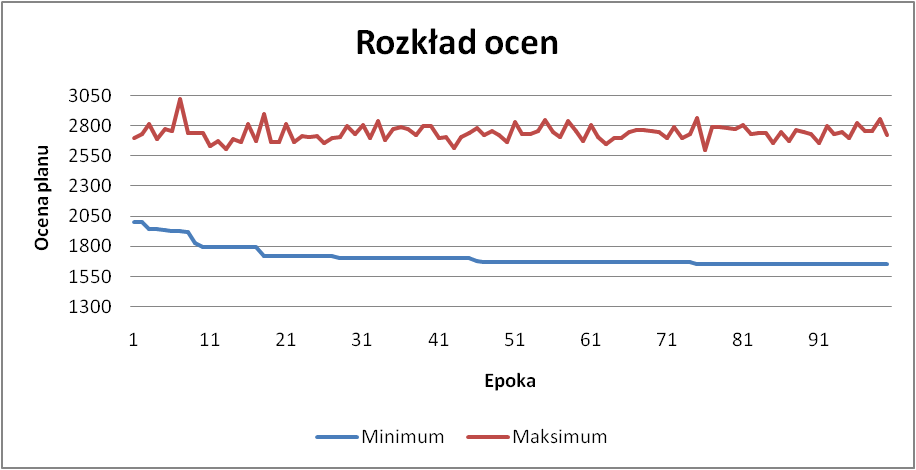 Rozkład ocen
Ocena planu
3050
2800
2550
2300
2050
1800
1550
1300
1 11 21 31 41 51 61 71 81 91
Epoka
Minimum Maksimum